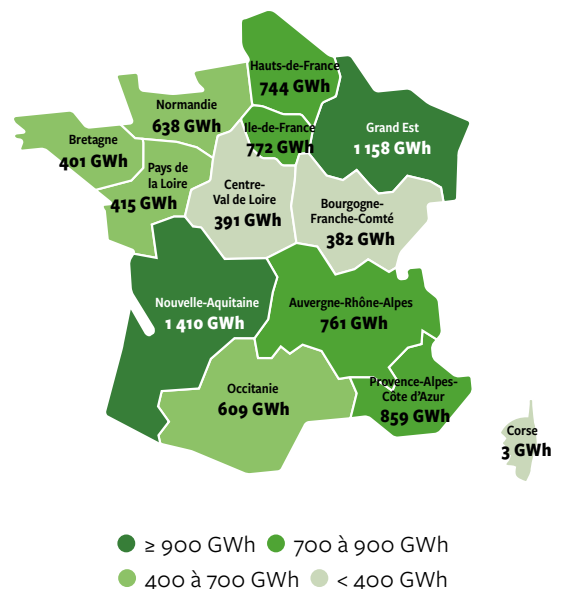 Hauts-de-France
744 GWh
Normandie
638 GWh
Ile-de-France
772 GWh
Grand Est
1 158 GWh
Bretagne
401 GWh
Pays de
la Loire
415 GWh
Centre-
Val de Loire
391 GWh
Bourgogne-
Franche-Comté
382 GWh
Nouvelle-Aquitaine
1 410 GWh
Auvergne-Rhône-Alpes
761 GWh
Occitanie
609 GWh
Provence-Alpes-
Côte d'Azur
859 GWh
Corse
3 GWh
≥ 900 GWh 700 à 900 GWh
400 à 700 GWh < 400 GWh